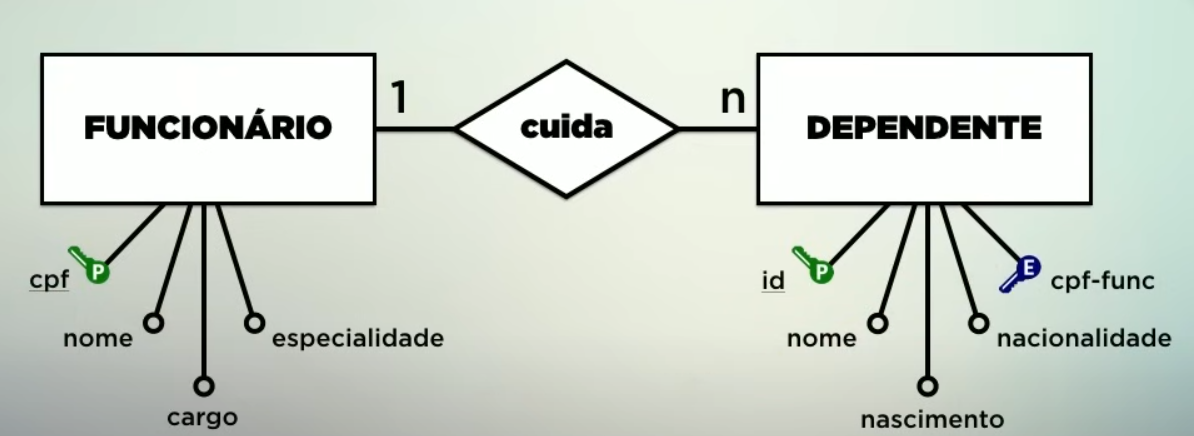 FUNCIONÁRIO
1
cuida
n
DEPENDENTE
P
cpf
nome
cargo
especialidade
P
id
nome
nascimento
nacionalidade
E
cpf-func